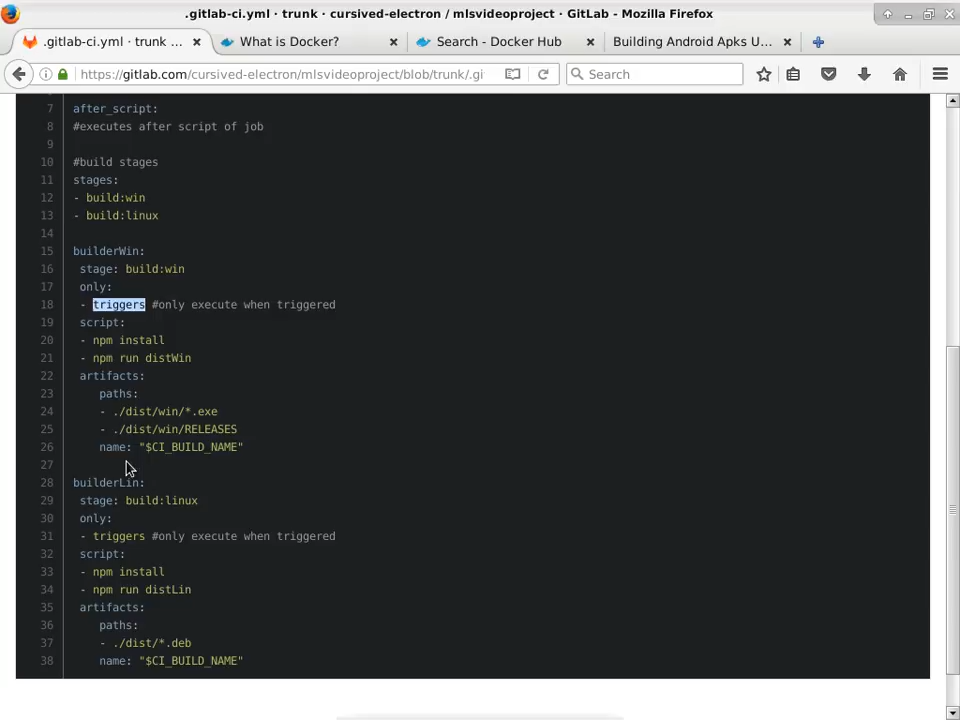 .gitlab-ci.yml · trunk · cursived-electron / mlsvideoproject · GitLab - Mozilla Firefox
.gitlab-ci.yml · trunk ...
What is Docker?
Search - Docker Hub
Building Android Apks U...
https://gitlab.com/cursived-electron/mlsvideoproject/blob/trunk/.gi
Search
7 after_script:
8 #executes after script of job
9
10 #build stages
11 stages:
12 - build:win
13 - build:linux
14
15 builderWin:
16 stage: build:win
17 only:
18 - triggers #only execute when triggered
19 script:
20 - npm install
21 - npm run distWin
22 artifacts:
23 paths:
24 - ./dist/win/*.exe
25 - ./dist/win/RELEASES
26 name: "$CI_BUILD_NAME"
27
28 builderLin:
29 stage: build:linux
30 only:
31 - triggers #only execute when triggered
32 script:
33 - npm install
34 - npm run distLin
35 artifacts:
36 paths:
37 - ./dist/*.deb
38 name: "$CI_BUILD_NAME"